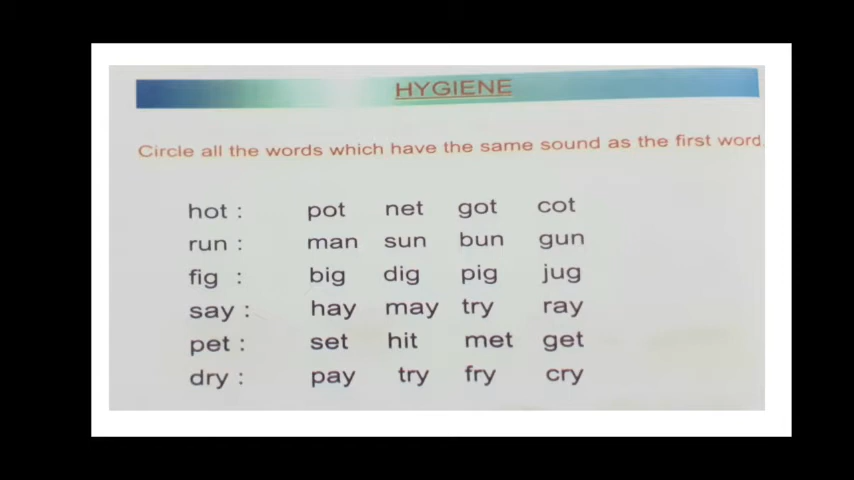 HYGIENE
Circle all the words which have the same sound as the first word.
hot : pot net got cot
run : man sun bun gun
fig : big dig pig jug
say : hay may try ray
pet : set hit met get
dry : pay try fry cry